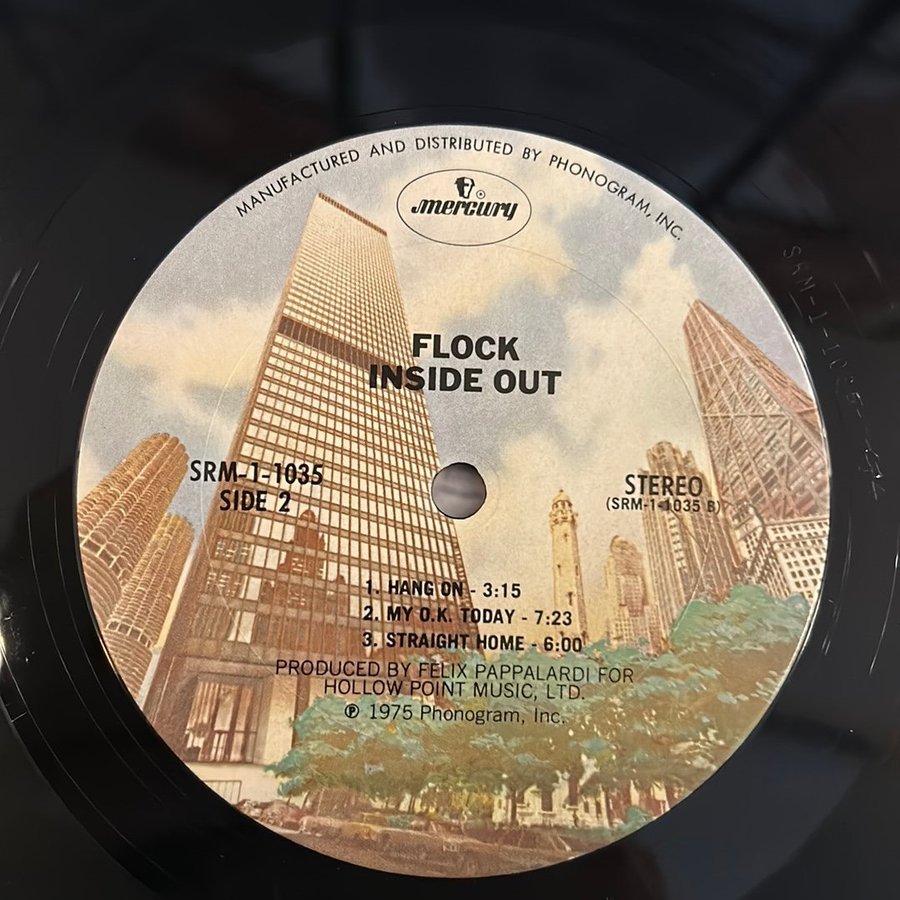 MANUFACTURED AND DISTRIBUTED BY PHONOGRAM, INC.
mercury
®
FLOCK
INSIDE OUT
SRM-1-1035
SIDE 2
STEREO
(SRM-1-1035 B)
1. HANG ON - 3:15
2. MY O.K. TODAY - 7:23
3. STRAIGHT HOME - 6:00
PRODUCED BY FELIX PAPPALARDI FOR
HOLLOW POINT MUSIC, LTD.
℗ 1975 Phonogram, Inc.